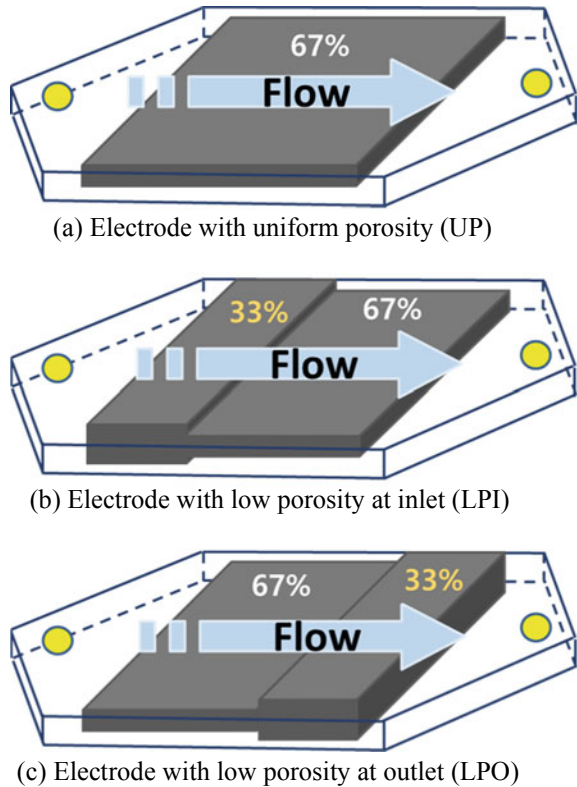 67%
Flow
(a) Electrode with uniform porosity (UP)
33%
67%
Flow
(b) Electrode with low porosity at inlet (LPI)
67%
33%
Flow
(c) Electrode with low porosity at outlet (LPO)